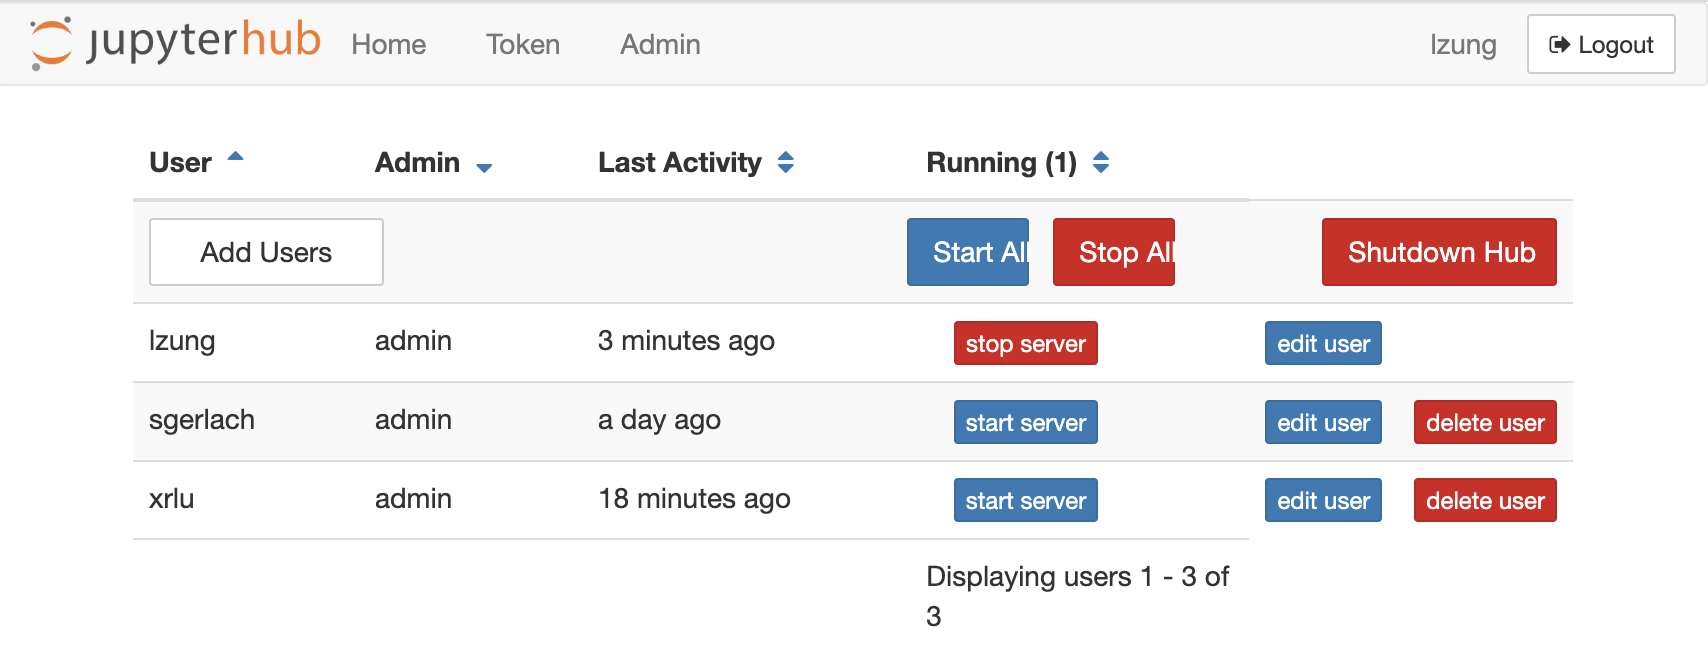 jupyterhub Home Token Admin lzung Logout
User Admin Last Activity Running (1)
Add Users Start All Stop All Shutdown Hub
lzung admin 3 minutes ago stop server edit user
sgerlach admin a day ago start server edit user delete user
xrlu admin 18 minutes ago start server edit user delete user
Displaying users 1 - 3 of
3